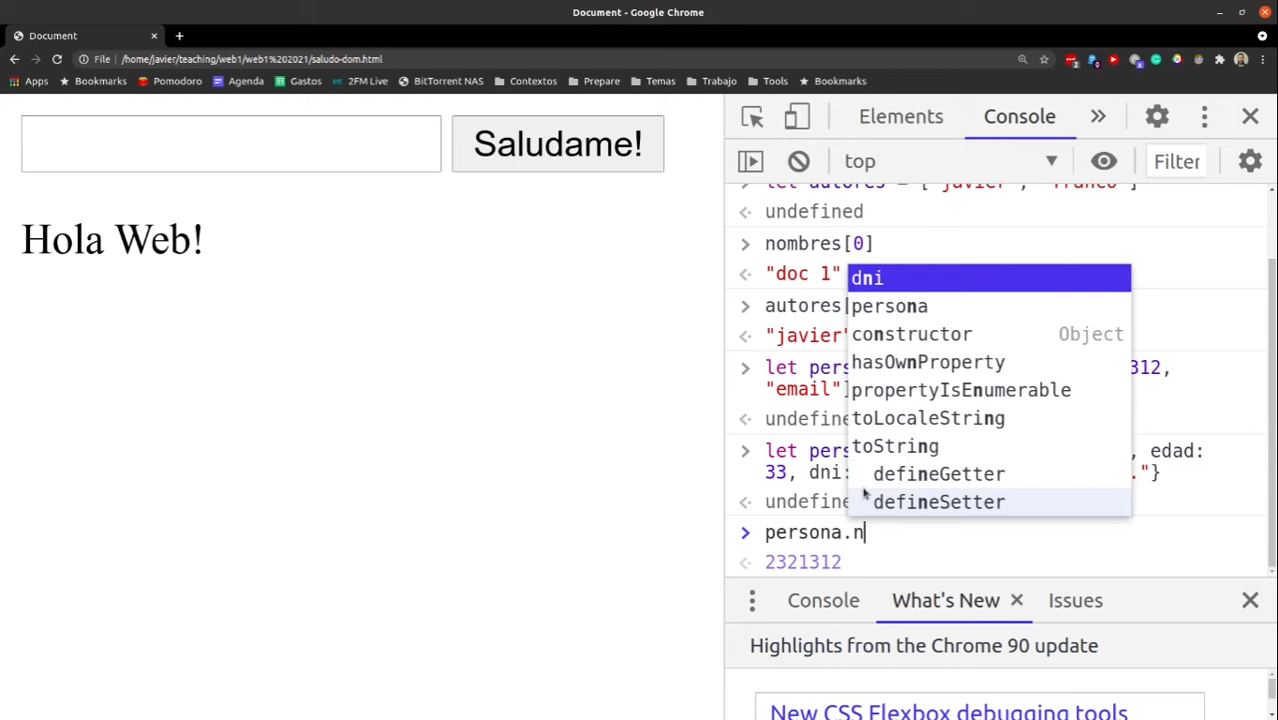 Document - Google Chrome
Document
File
/home/javier/teaching/web1/web1%202021/saludo-dom.html
Apps
Bookmarks
Pomodoro
Agenda
Gastos
2FM Live
BitTorrent NAS
Contextos
Prepare
Temas
Trabajo
Tools
Bookmarks
Saludame!
Hola Web!
Elements
Console
top
Filter
let autores = ["javier", "franco"]
undefined
nombres[0]
"doc 1"
autores[
"javier"
let pers 312,
"email"]
undefine
let pers , edad:
33, dni: ."}
undefine
dni
persona
constructor Object
hasOwnProperty
propertyIsEnumerable
toLocaleString
toString
defineGetter
defineSetter
persona.n
2321312
Console
What's New
Issues
Highlights from the Chrome 90 update
New CSS Flexbox debugging tools